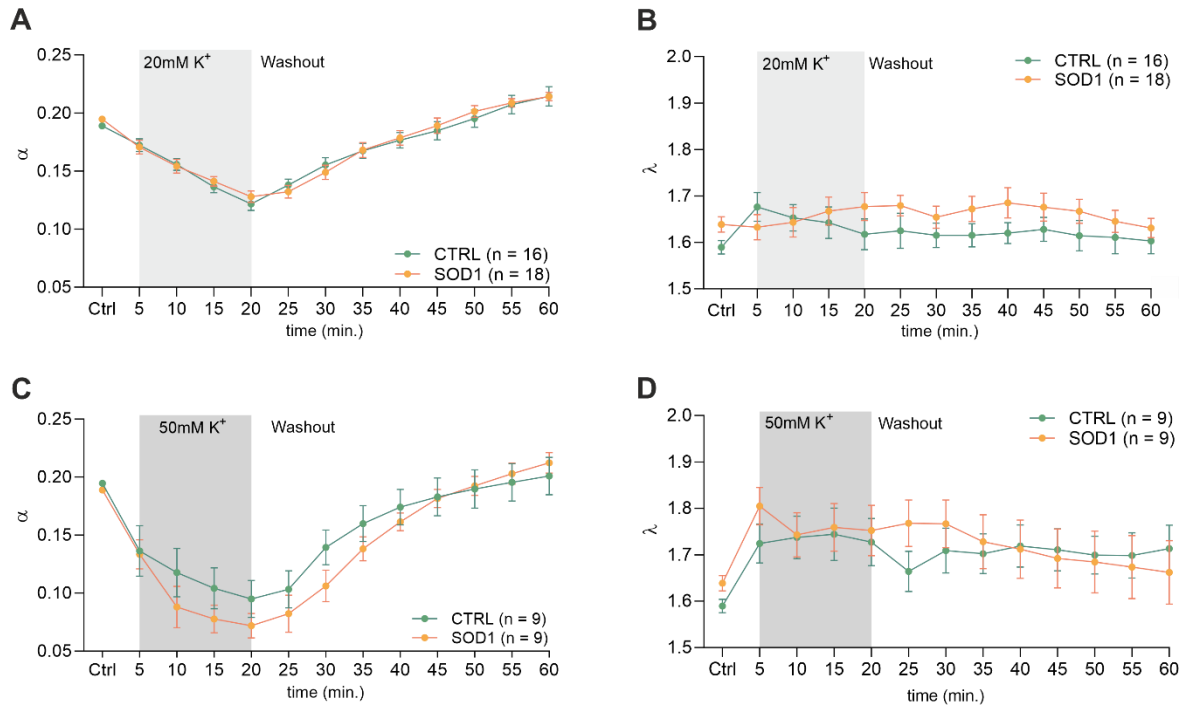 A
0.25
0.20
0.15
0.10
0.05
α
20mM K⁺
Washout
CTRL (n = 16)
SOD1 (n = 18)
Ctrl 5 10 15 20 25 30 35 40 45 50 55 60
time (min.)
B
2.0
1.9
1.8
1.7
1.6
1.5
λ
20mM K⁺
Washout
CTRL (n = 16)
SOD1 (n = 18)
Ctrl 5 10 15 20 25 30 35 40 45 50 55 60
time (min.)
C
0.25
0.20
0.15
0.10
0.05
α
50mM K⁺
Washout
CTRL (n = 9)
SOD1 (n = 9)
Ctrl 5 10 15 20 25 30 35 40 45 50 55 60
time (min.)
D
2.0
1.9
1.8
1.7
1.6
1.5
λ
50mM K⁺
Washout
CTRL (n = 9)
SOD1 (n = 9)
Ctrl 5 10 15 20 25 30 35 40 45 50 55 60
time (min.)